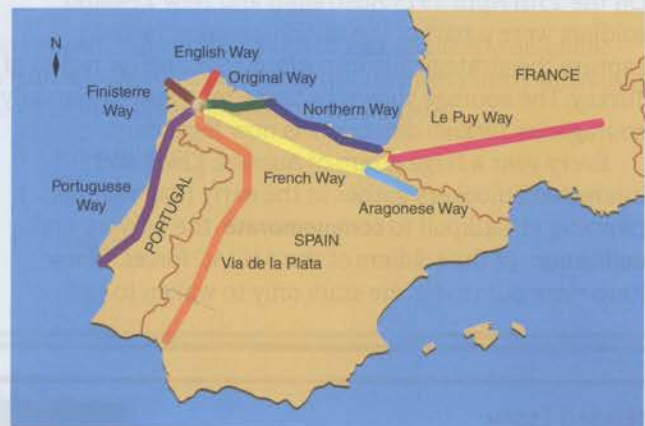 N
English Way
Original Way
Finisterre
Way
Northern Way
FRANCE
Le Puy Way
French Way
Aragonese Way
Portuguese
Way
PORTUGAL
SPAIN
Via de la Plata